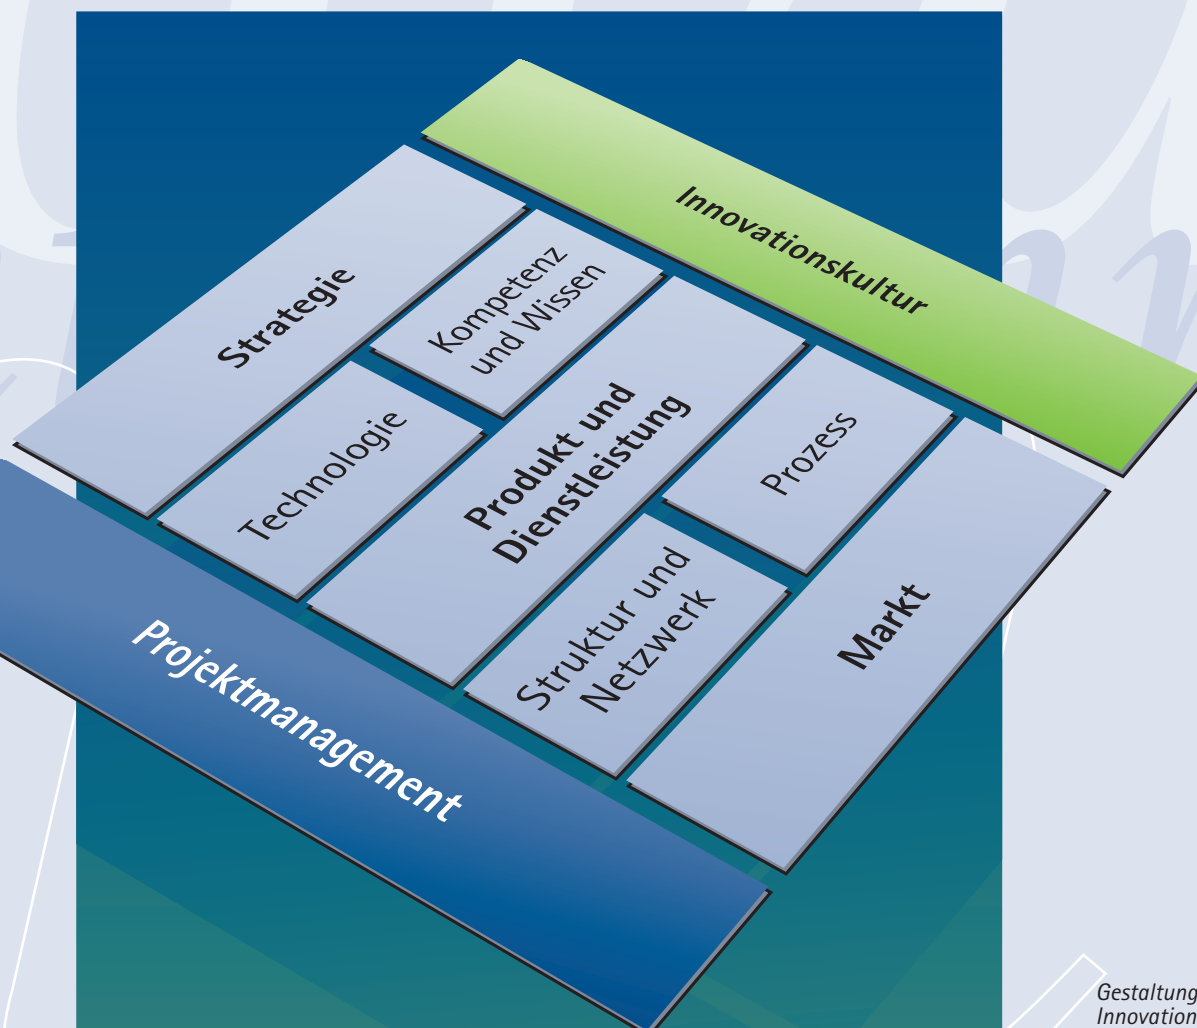 Innovationskultur
Strategie
Kompetenz
und Wissen
Technologie
Produkt und
Dienstleistung
Prozess
Struktur und
Netzwerk
Markt
Projektmanagement
Gestaltung
Innovation